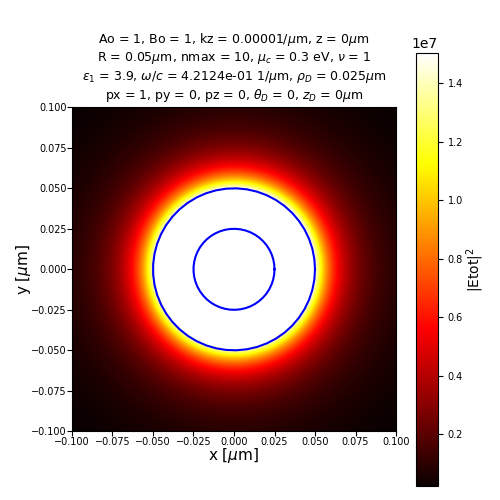 Ao = 1, Bo = 1, kz = 0.00001/μm, z = 0μm
R = 0.05μm, nmax = 10, μ_c = 0.3 eV, ν = 1
ε₁ = 3.9, ω/c = 4.2124e-01 1/μm, ρ_D = 0.025μm
px = 1, py = 0, pz = 0, θ_D = 0, z_D = 0μm
1e7
0.100
0.075
0.050
0.025
0.000
−0.025
−0.050
−0.075
−0.100
y [μm]
−0.100 −0.075 −0.050 −0.025 0.000 0.025 0.050 0.075 0.100
x [μm]
1.4
1.2
1.0
0.8
0.6
0.4
0.2
|Etot|²